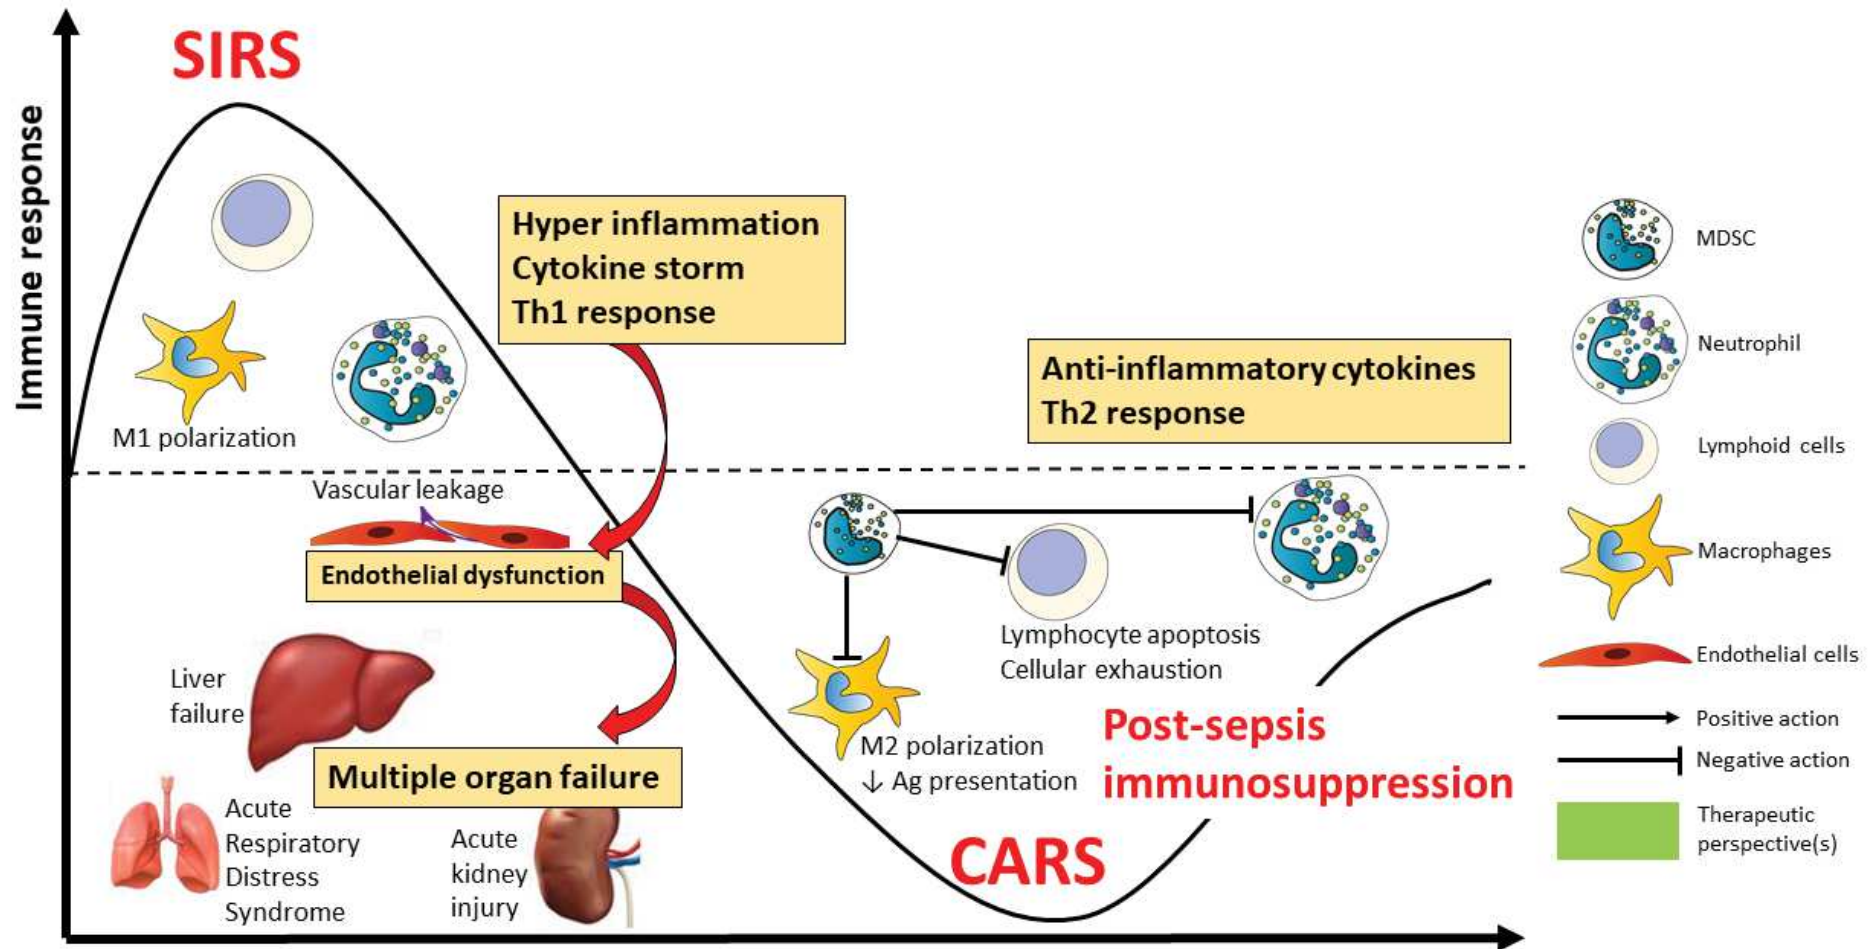 SIRS
Immune response
Hyper inflammation
Cytokine storm
Th1 response
M1 polarization
Anti-inflammatory cytokines
Th2 response
Vascular leakage
Endothelial dysfunction
Liver
failure
Multiple organ failure
Acute
Respiratory
Distress
Syndrome
Acute
kidney
injury
Lymphocyte apoptosis
Cellular exhaustion
M2 polarization
↓ Ag presentation
Post-sepsis
immunosuppression
CARS
MDSC
Neutrophil
Lymphoid cells
Macrophages
Endothelial cells
Positive action
Negative action
Therapeutic
perspective(s)